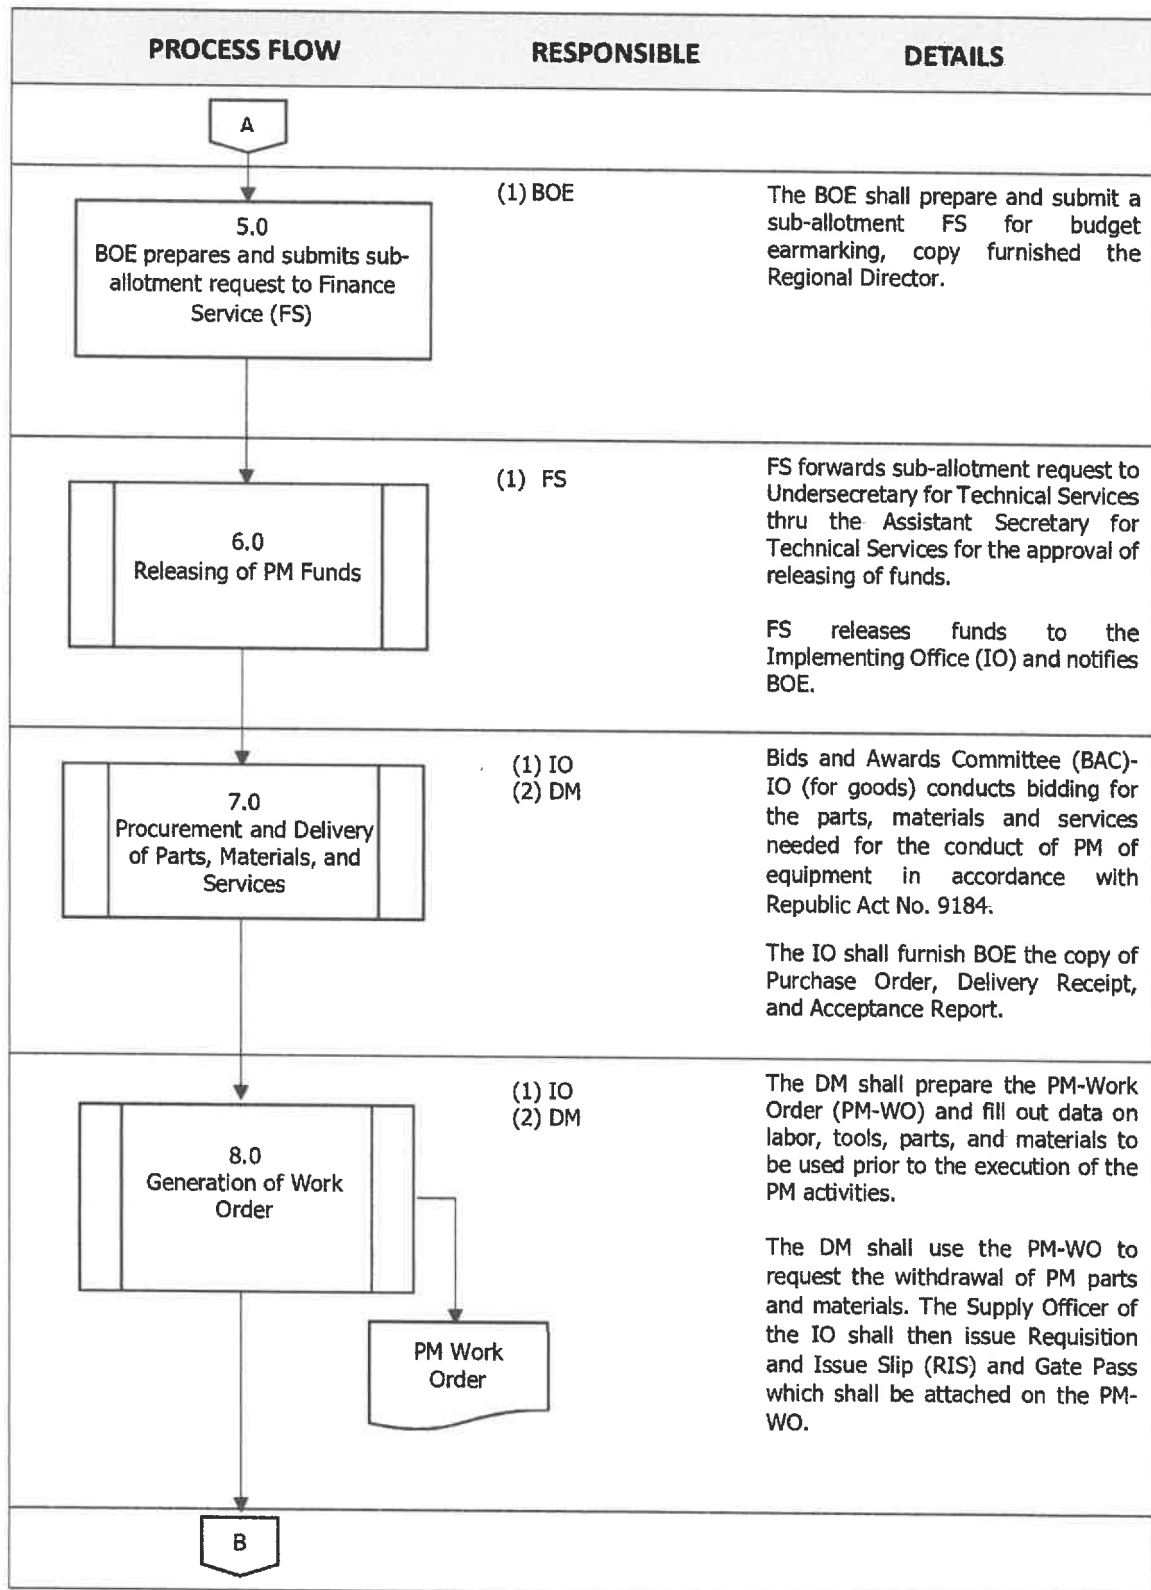 PROCESS FLOW RESPONSIBLE DETAILS
A
5.0
BOE prepares and submits sub-
allotment request to Finance
Service (FS)
(1) BOE
The BOE shall prepare and submit a
sub-allotment FS for budget
earmarking, copy furnished the
Regional Director.
6.0
Releasing of PM Funds
(1) FS
FS forwards sub-allotment request to
Undersecretary for Technical Services
thru the Assistant Secretary for
Technical Services for the approval of
releasing of funds.
FS releases funds to the
Implementing Office (IO) and notifies
BOE.
7.0
Procurement and Delivery
of Parts, Materials, and
Services
(1) IO
(2) DM
Bids and Awards Committee (BAC)-
IO (for goods) conducts bidding for
the parts, materials and services
needed for the conduct of PM of
equipment in accordance with
Republic Act No. 9184.
The IO shall furnish BOE the copy of
Purchase Order, Delivery Receipt,
and Acceptance Report.
8.0
Generation of Work
Order
PM Work
Order
(1) IO
(2) DM
The DM shall prepare the PM-Work
Order (PM-WO) and fill out data on
labor, tools, parts, and materials to
be used prior to the execution of the
PM activities.
The DM shall use the PM-WO to
request the withdrawal of PM parts
and materials. The Supply Officer of
the IO shall then issue Requisition
and Issue Slip (RIS) and Gate Pass
which shall be attached on the PM-
WO.
B